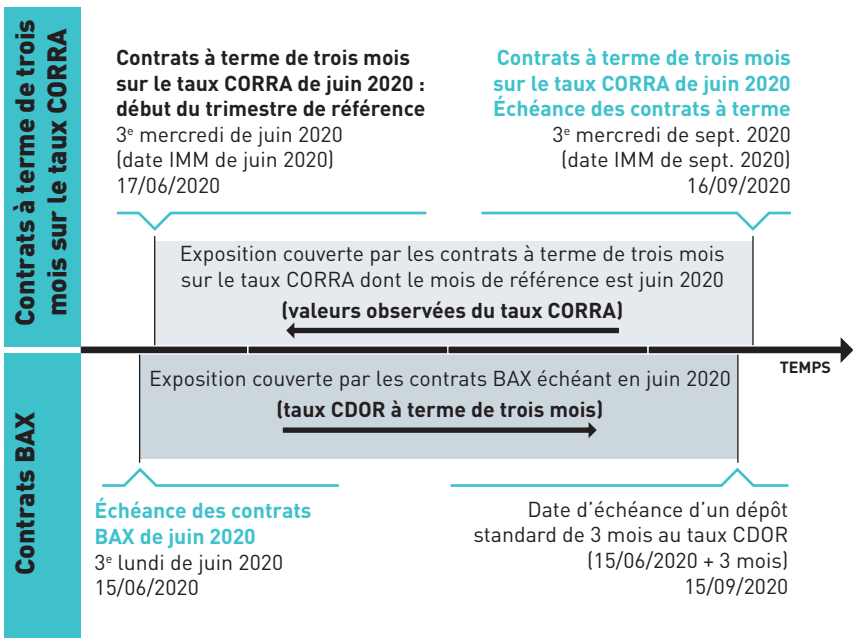 Contrats à terme de trois
mois sur le taux CORRA
Contrats à terme de trois mois
sur le taux CORRA de juin 2020 :
début du trimestre de référence
3e mercredi de juin 2020
(date IMM de juin 2020)
17/06/2020
Contrats à terme de trois mois
sur le taux CORRA de juin 2020
Échéance des contrats à terme
3e mercredi de sept. 2020
(date IMM de sept. 2020)
16/09/2020
Exposition couverte par les contrats à terme de trois mois
sur le taux CORRA dont le mois de référence est juin 2020
(valeurs observées du taux CORRA)
TEMPS
Contrats BAX
Exposition couverte par les contrats BAX échéant en juin 2020
(taux CDOR à terme de trois mois)
Échéance des contrats
BAX de juin 2020
3e lundi de juin 2020
15/06/2020
Date d'échéance d'un dépôt
standard de 3 mois au taux CDOR
(15/06/2020 + 3 mois)
15/09/2020